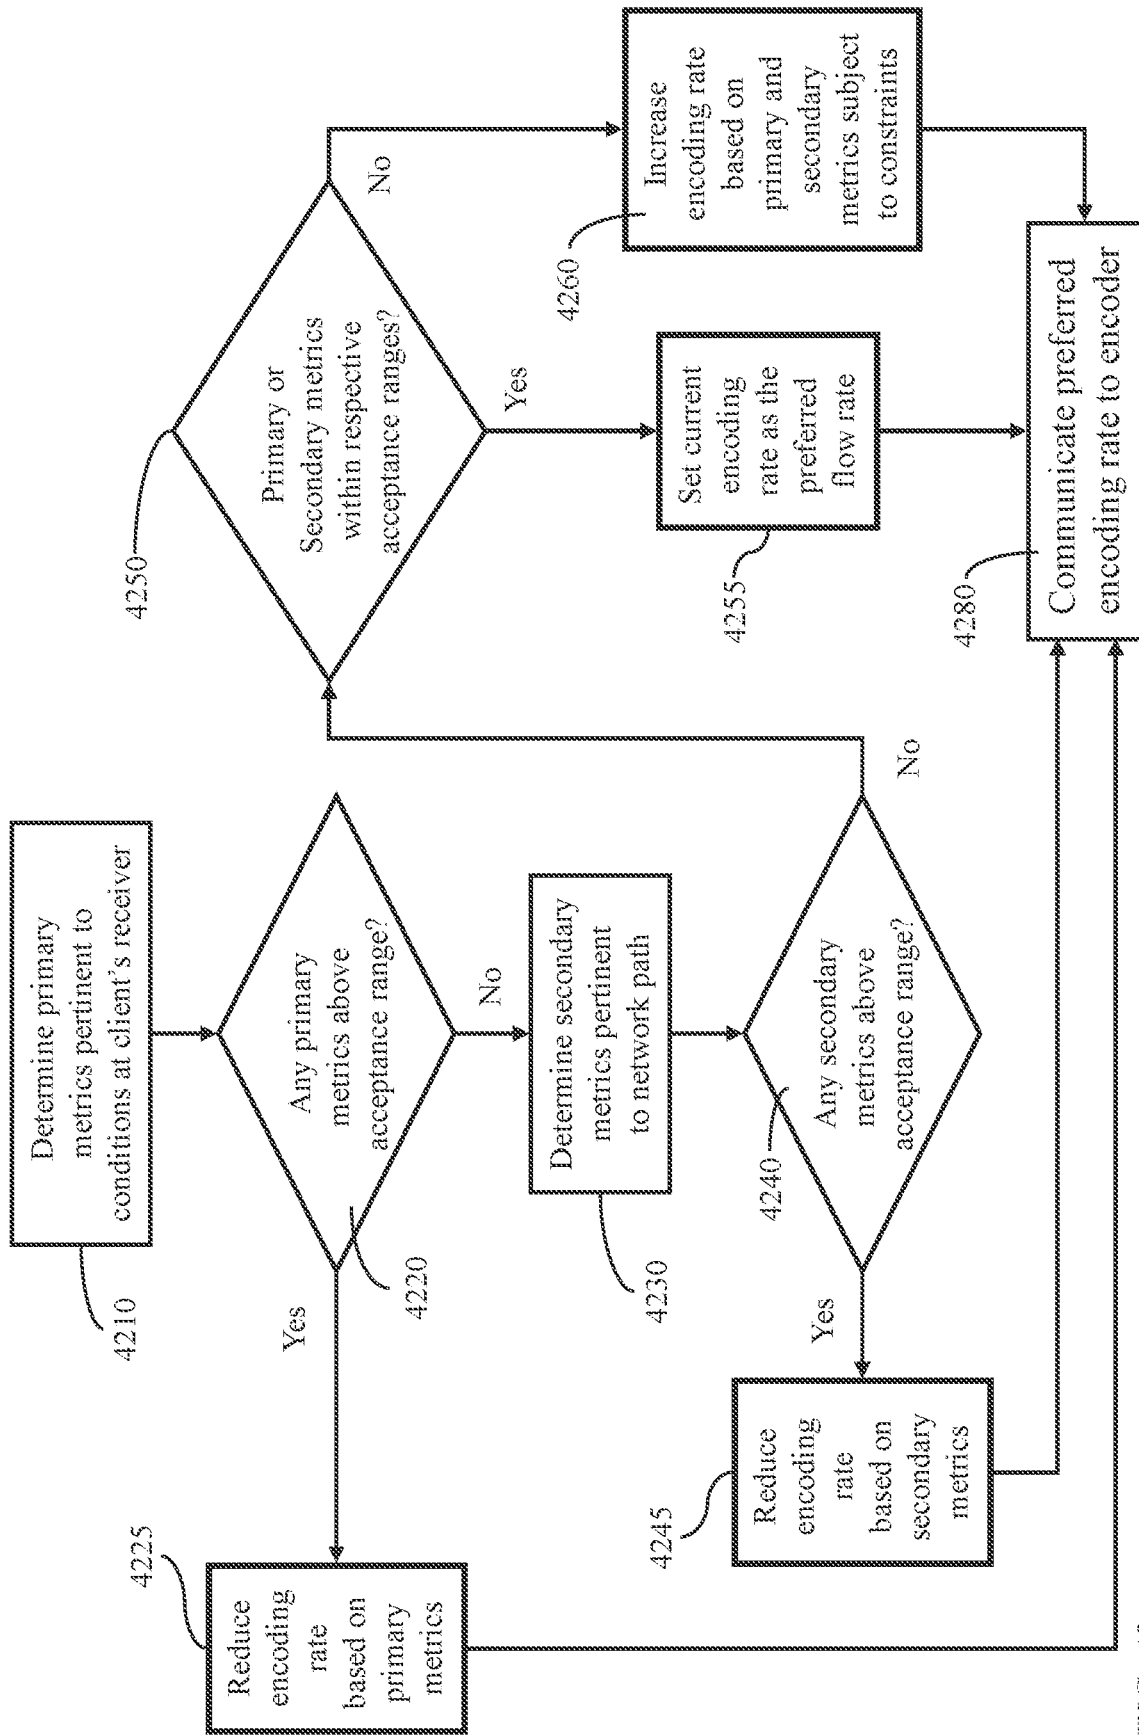 Determine primary
metrics pertinent to
conditions at client's receiver
4210
Any primary
metrics above
acceptance range?
4220
Yes
No
4225
Reduce
encoding
rate
based on
primary
metrics
Determine secondary
metrics pertinent
to network path
4230
Any secondary
metrics above
acceptance range?
4240
Yes
No
4245
Reduce
encoding
rate
based on
secondary
metrics
4250
Primary or
Secondary metrics
within respective
acceptance ranges?
Yes
No
4255
Set current
encoding
rate as the
preferred
flow rate
4260
Increase
encoding rate
based on
primary and
secondary
metrics subject
to constraints
4280
Communicate preferred
encoding rate to encoder